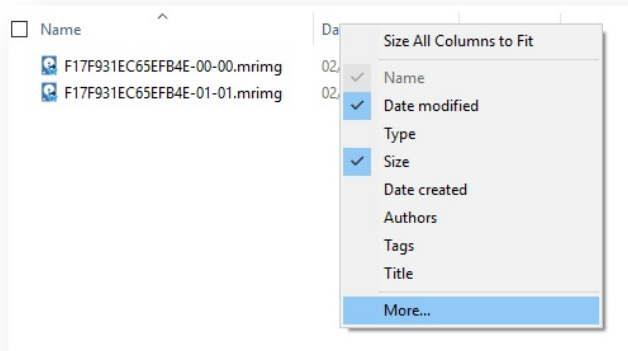 Name
Da
Size All Columns to Fit
F17F931EC65EFB4E-00-00.mrimg 02
F17F931EC65EFB4E-01-01.mrimg 02
Name
Date modified
Type
Size
Date created
Authors
Tags
Title
More...